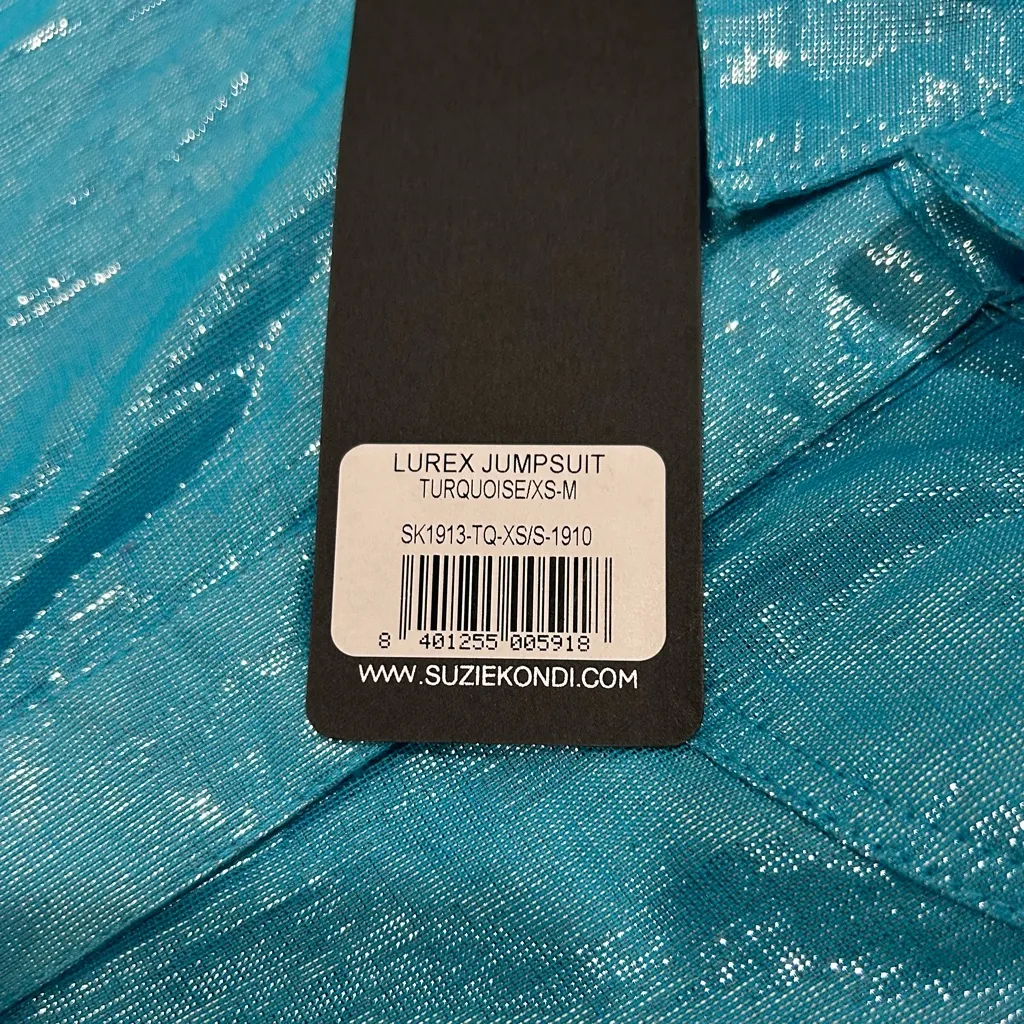 LUREX JUMPSUIT
TURQUOISE/XS-M
SK1913-TQ-XS/S-1910
8 401255 005918
WWW.SUZIEKONDI.COM